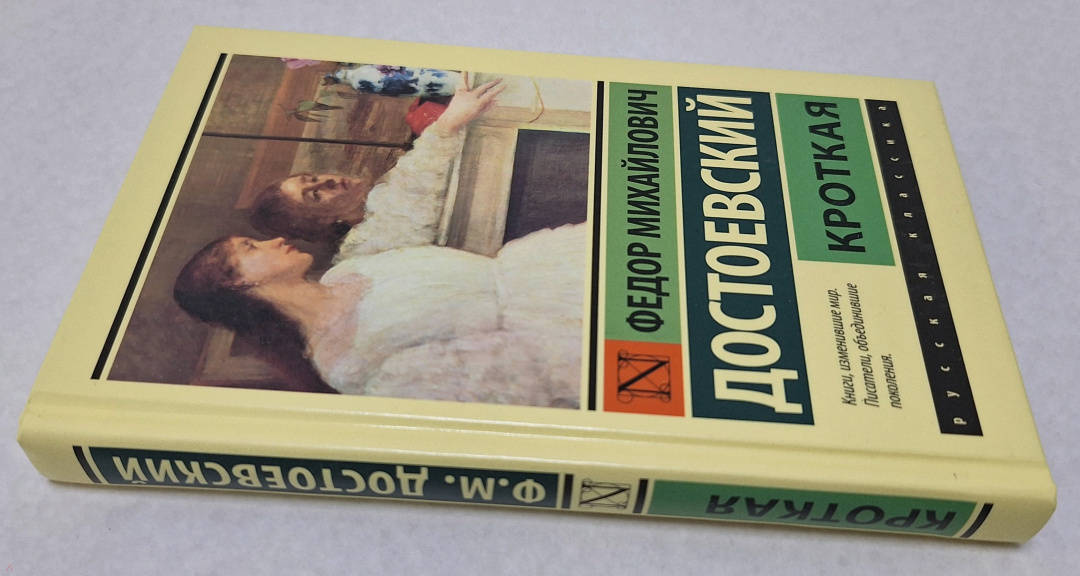 ФЕДОР МИХАЙЛОВИЧ
ДОСТОЕВСКИЙ
КРОТКАЯ
Книги, изменившие мир.
Писатели, объединившие
поколения.
русская классика
N
Ф.М. ДОСТОЕВСКИЙ
N
КРОТКАЯ